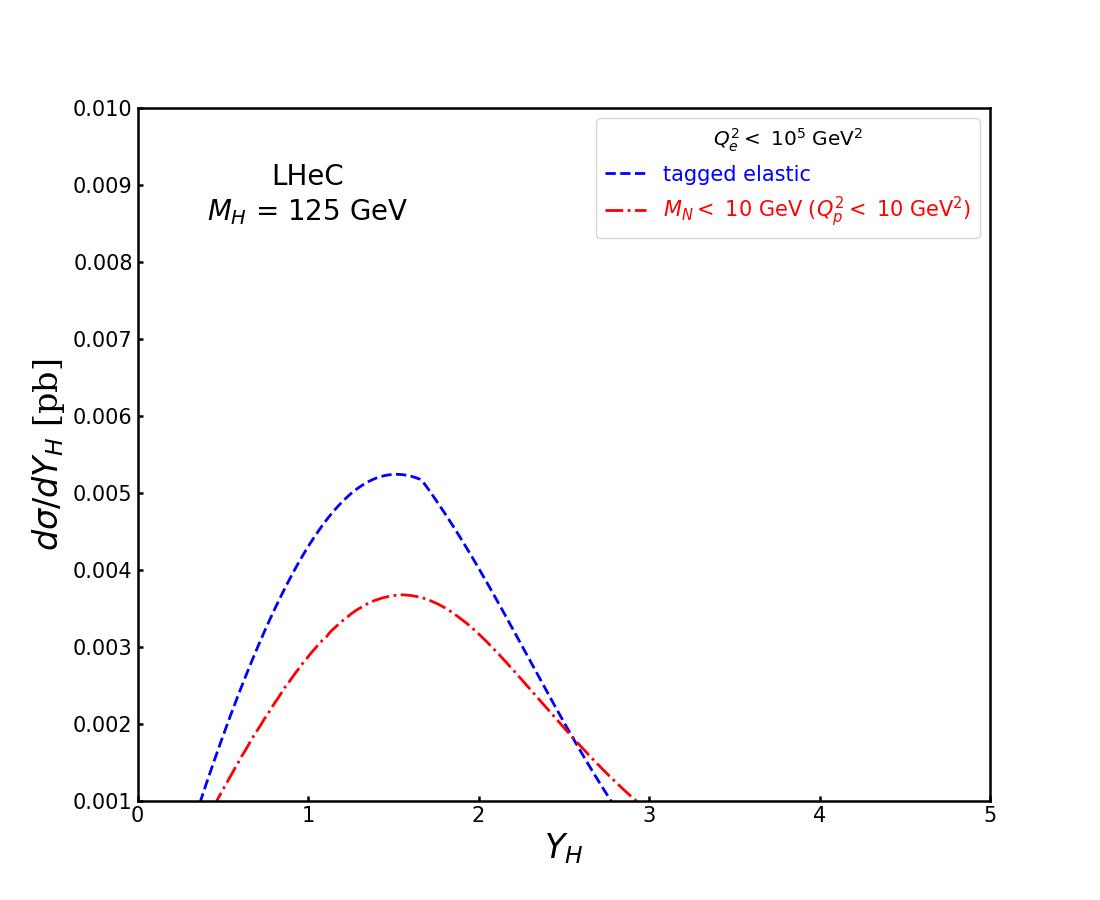 0.010
0.009
0.008
0.007
0.006
0.005
0.004
0.003
0.002
0.001
dσ/dY_H [pb]
LHeC
M_H = 125 GeV
Q_e^2 < 10^5 GeV^2
tagged elastic
M_N < 10 GeV (Q_p^2 < 10 GeV^2)
0 1 2 3 4 5
Y_H